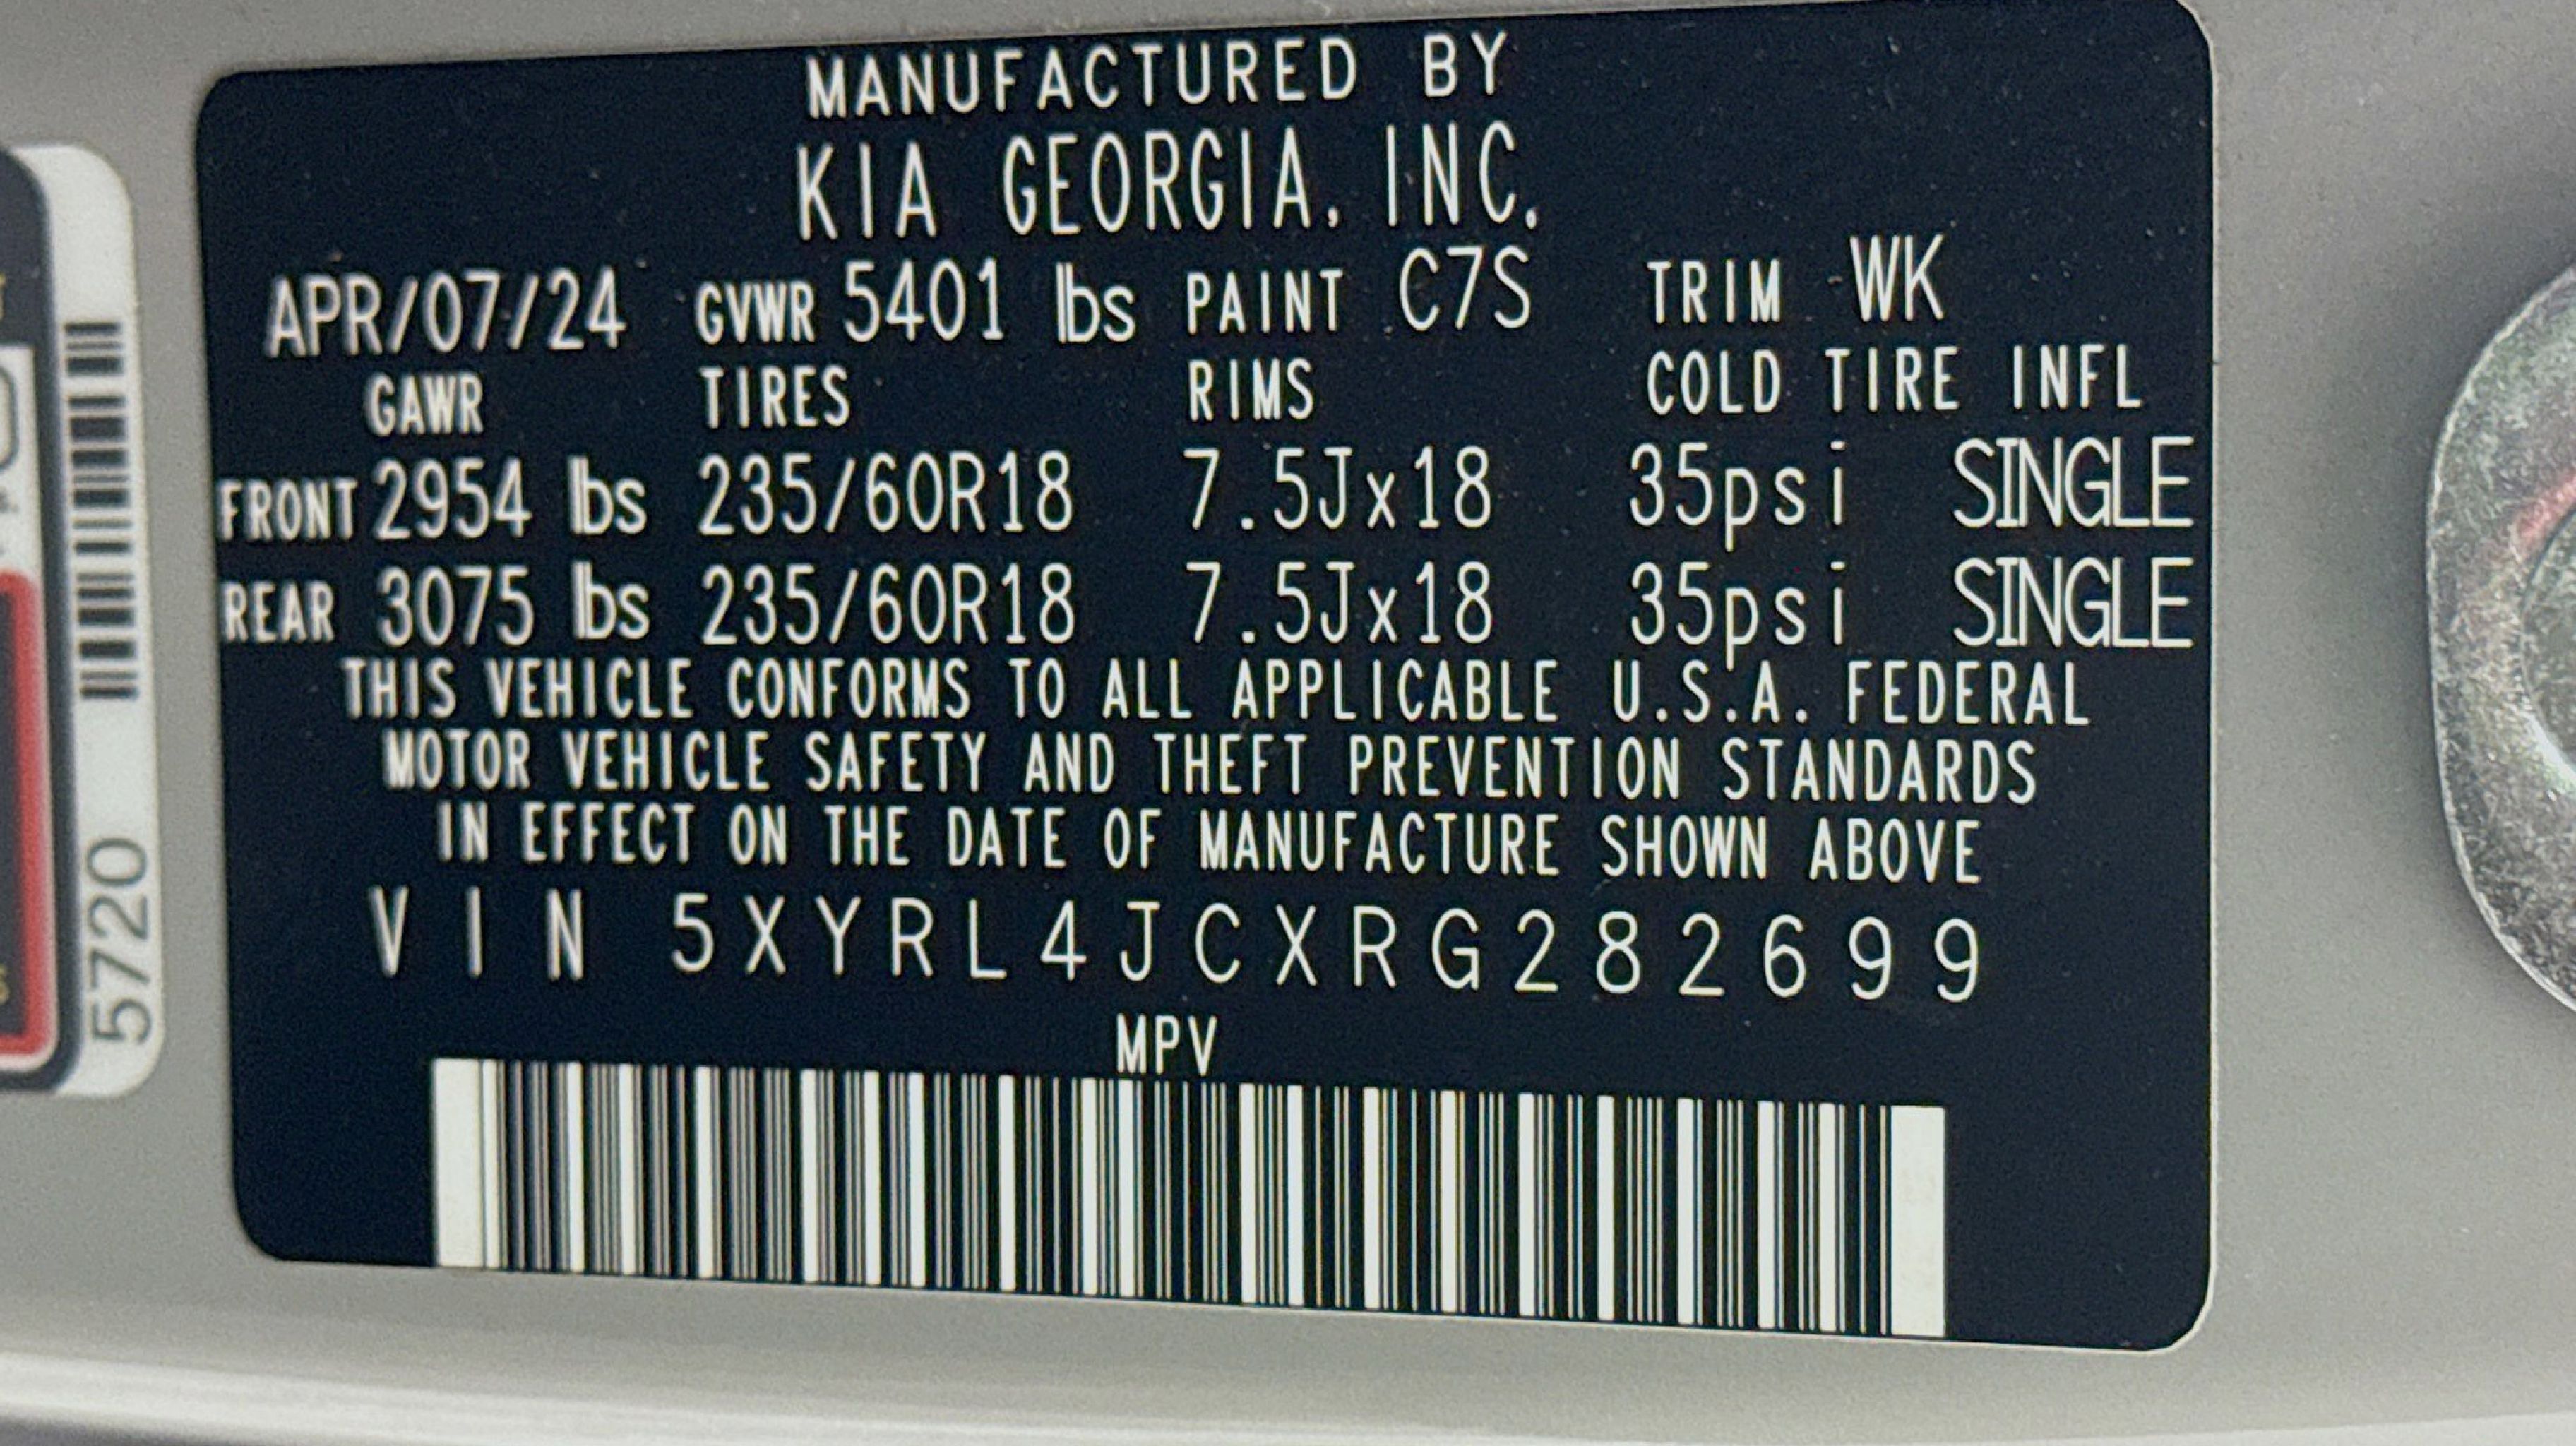 MANUFACTURED BY
KIA GEORGIA, INC.
APR/07/24 GVWR 5401 lbs PAINT C7S TRIM WK
GAWR TIRES RIMS COLD TIRE INFL
FRONT 2954 lbs 235/60R18 7.5Jx18 35psi SINGLE
REAR 3075 lbs 235/60R18 7.5Jx18 35psi SINGLE
THIS VEHICLE CONFORMS TO ALL APPLICABLE U.S.A. FEDERAL
MOTOR VEHICLE SAFETY AND THEFT PREVENTION STANDARDS
IN EFFECT ON THE DATE OF MANUFACTURE SHOWN ABOVE
VIN 5XYRL4JCXRG282699
MPV
5720